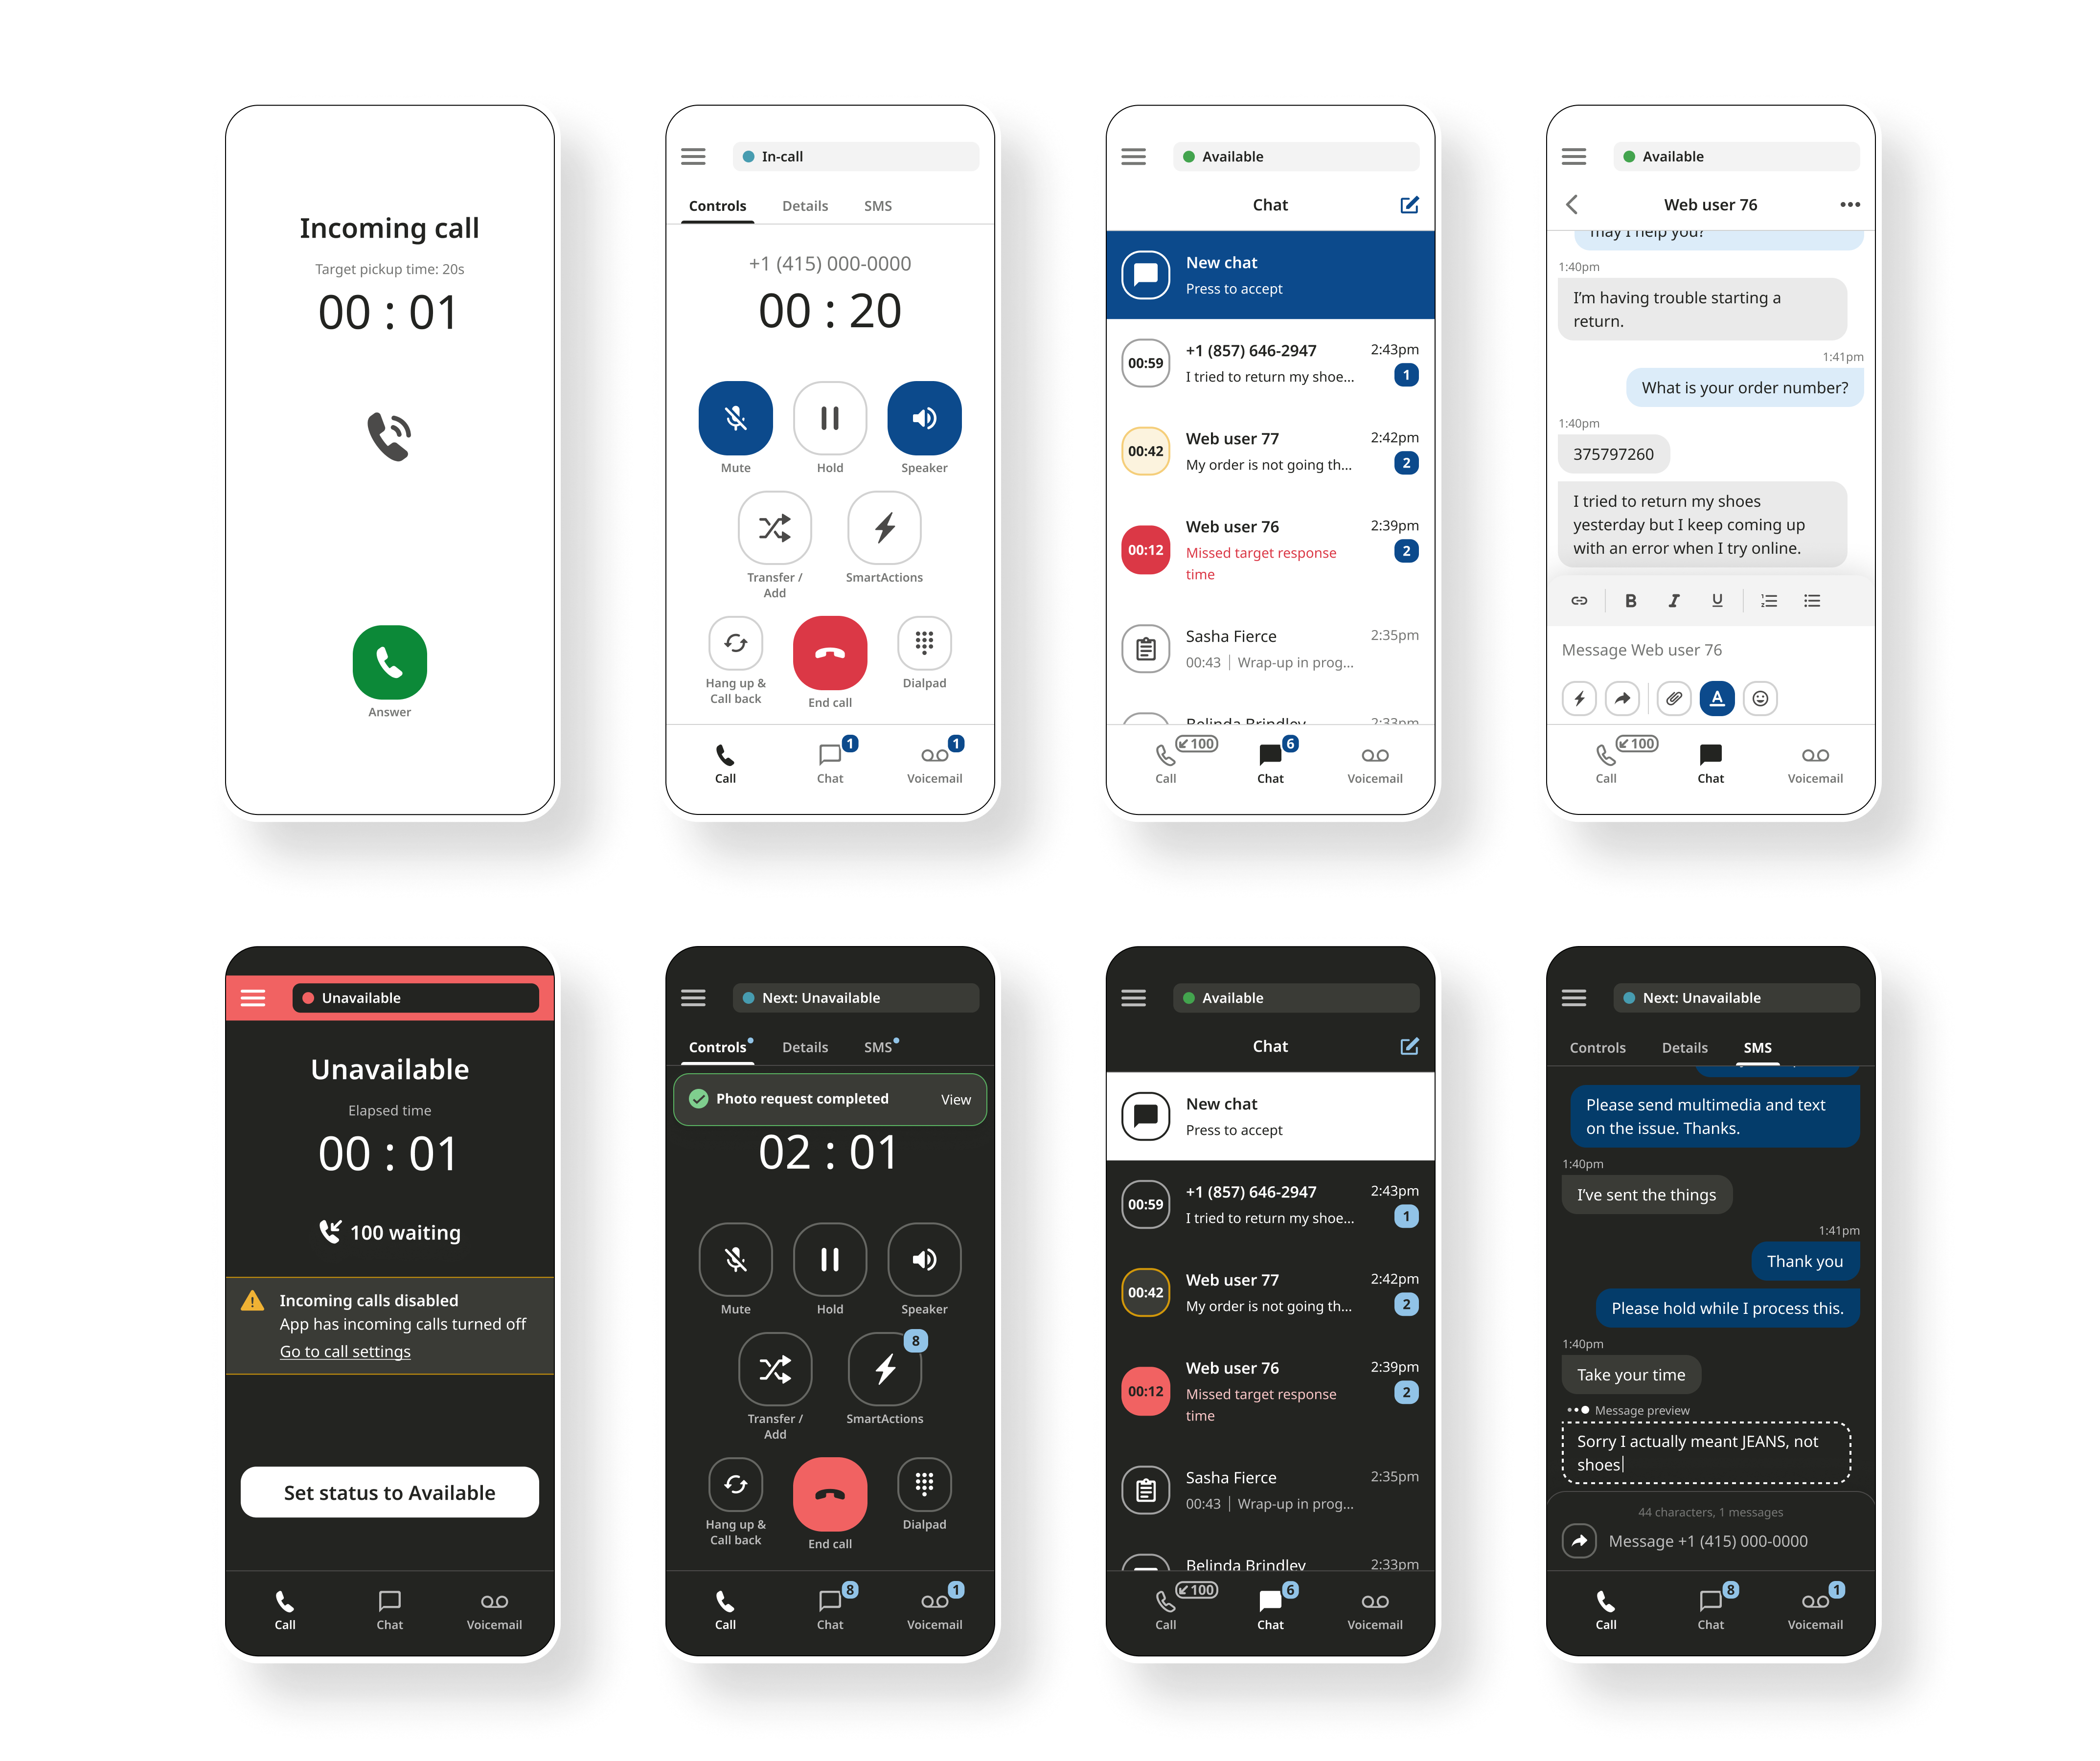 Incoming call
Target pickup time: 20s
00 : 01
Answer
In-call
Controls Details SMS
+1 (415) 000-0000
00 : 20
Mute Hold Speaker
Transfer / SmartActions
Add
Hang up & End call Dialpad
Call back
1 1
Call Chat Voicemail
Available
Chat
New chat
Press to accept
00:59 +1 (857) 646-2947 2:43pm
I tried to return my shoe... 1
00:42 Web user 77 2:42pm
My order is not going th... 2
00:12 Web user 76 2:39pm
Missed target response 2
time
Sasha Fierce 2:35pm
00:43 | Wrap-up in prog...
Belinda Brindley 2:33pm
100 6
Call Chat Voicemail
Available
Web user 76
may I help you?
1:40pm
I'm having trouble starting a
return.
1:41pm
What is your order number?
1:40pm
375797260
I tried to return my shoes
yesterday but I keep coming up
with an error when I try online.
B I U
Message Web user 76
A
100
Call Chat Voicemail
Unavailable
Unavailable
Elapsed time
00 : 01
100 waiting
Incoming calls disabled
App has incoming calls turned off
Go to call settings
Set status to Available
Call Chat Voicemail
Next: Unavailable
Controls Details SMS
Photo request completed View
02 : 01
Mute Hold Speaker
8
Transfer / SmartActions
Add
Hang up & End call Dialpad
Call back
8 1
Call Chat Voicemail
Available
Chat
New chat
Press to accept
00:59 +1 (857) 646-2947 2:43pm
I tried to return my shoe... 1
00:42 Web user 77 2:42pm
My order is not going th... 2
00:12 Web user 76 2:39pm
Missed target response 2
time
Sasha Fierce 2:35pm
00:43 | Wrap-up in prog...
Belinda Brindley 2:33pm
100 6
Call Chat Voicemail
Next: Unavailable
Controls Details SMS
Please send multimedia and text
on the issue. Thanks.
1:40pm
I've sent the things
1:41pm
Thank you
Please hold while I process this.
1:40pm
Take your time
Message preview
Sorry I actually meant JEANS, not
shoes
44 characters, 1 messages
Message +1 (415) 000-0000
8 1
Call Chat Voicemail